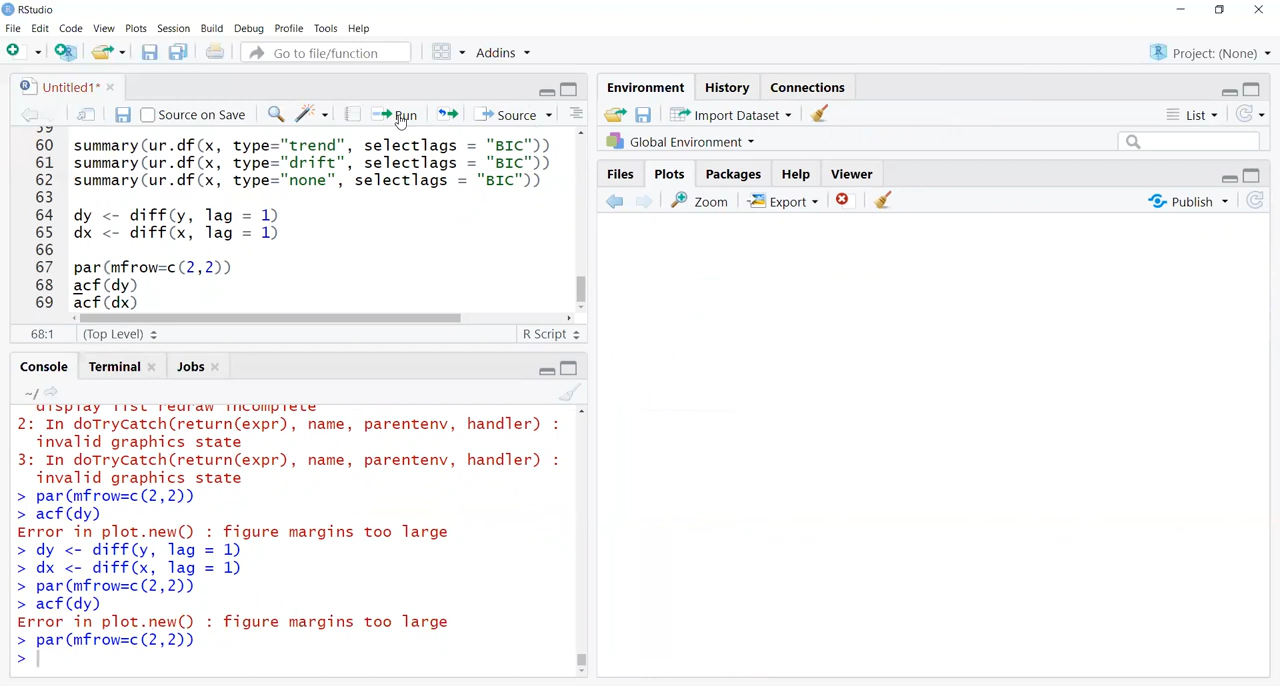 RStudio
File Edit Code View Plots Session Build Debug Profile Tools Help
Go to file/function Addins Project: (None)
Untitled1*
Source on Save Run Source
59
60 summary(ur.df(x, type="trend", selectlags = "BIC"))
61 summary(ur.df(x, type="drift", selectlags = "BIC"))
62 summary(ur.df(x, type="none", selectlags = "BIC"))
63
64 dy <- diff(y, lag = 1)
65 dx <- diff(x, lag = 1)
66
67 par(mfrow=c(2,2))
68 acf(dy)
69 acf(dx)
68:1 (Top Level) R Script
Console Terminal Jobs
~/
display list redraw incomplete
2: In doTryCatch(return(expr), name, parentenv, handler) :
invalid graphics state
3: In doTryCatch(return(expr), name, parentenv, handler) :
invalid graphics state
> par(mfrow=c(2,2))
> acf(dy)
Error in plot.new() : figure margins too large
> dy <- diff(y, lag = 1)
> dx <- diff(x, lag = 1)
> par(mfrow=c(2,2))
> acf(dy)
Error in plot.new() : figure margins too large
> par(mfrow=c(2,2))
>
Environment History Connections
Import Dataset List
Global Environment
Files Plots Packages Help Viewer
Zoom Export Publish